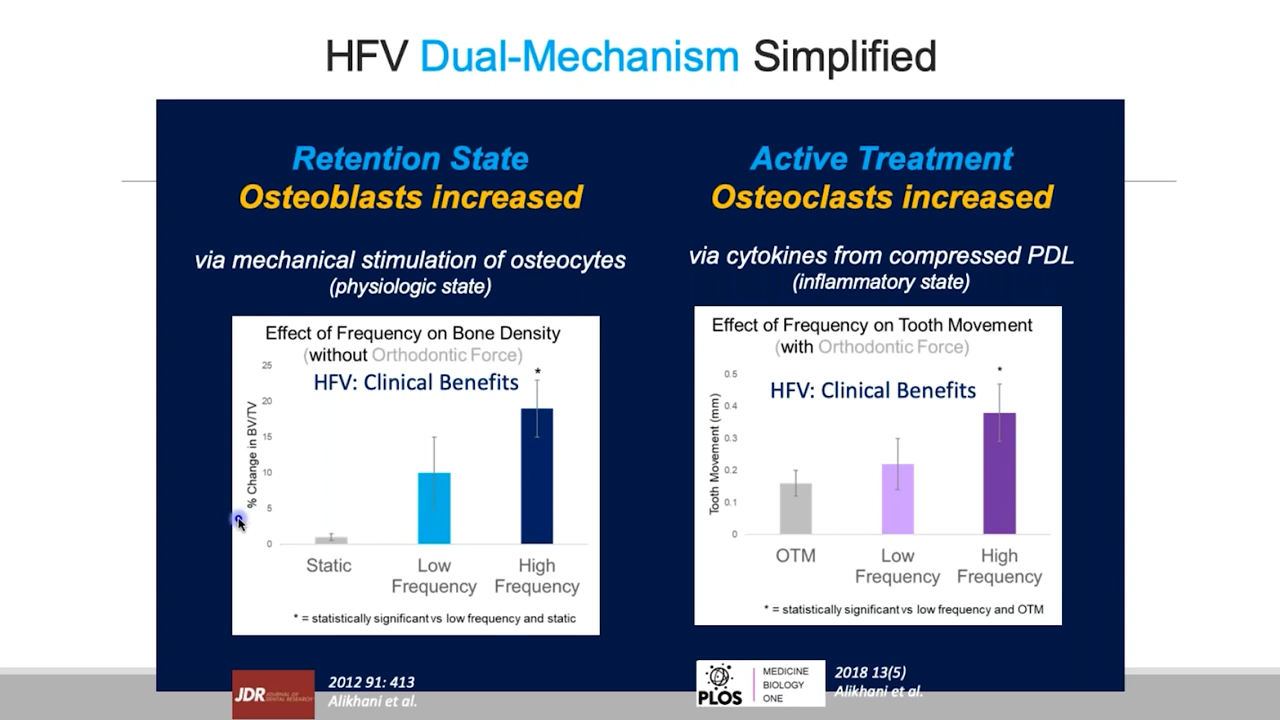 HFV Dual-Mechanism Simplified
Retention State
Osteoblasts increased
via mechanical stimulation of osteocytes
(physiologic state)
Effect of Frequency on Bone Density
(without Orthodontic Force)
HFV: Clinical Benefits
*
25
20
15
10
5
0
% Change in BV/TV
Static
Low
Frequency
High
Frequency
* = statistically significant vs low frequency and static
JDR JOURNAL OF DENTAL RESEARCH
2012 91: 413
Alikhani et al.
Active Treatment
Osteoclasts increased
via cytokines from compressed PDL
(inflammatory state)
Effect of Frequency on Tooth Movement
(with Orthodontic Force)
HFV: Clinical Benefits
*
0.5
0.4
0.3
0.2
0.1
0
Tooth Movement (mm)
OTM
Low
Frequency
High
Frequency
* = statistically significant vs low frequency and OTM
PLOS
MEDICINE
BIOLOGY
ONE
2018 13(5)
Alikhani et al.